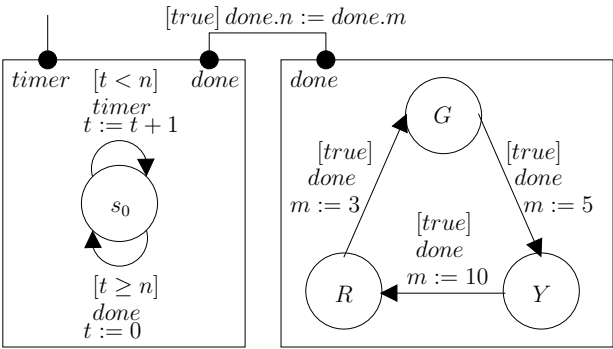 [true] done.n := done.m
timer
[t < n]
timer
t := t + 1
done
s0
[t ≥ n]
done
t := 0
done
G
[true]
done
m := 3
[true]
done
m := 5
[true]
done
m := 10
R
Y